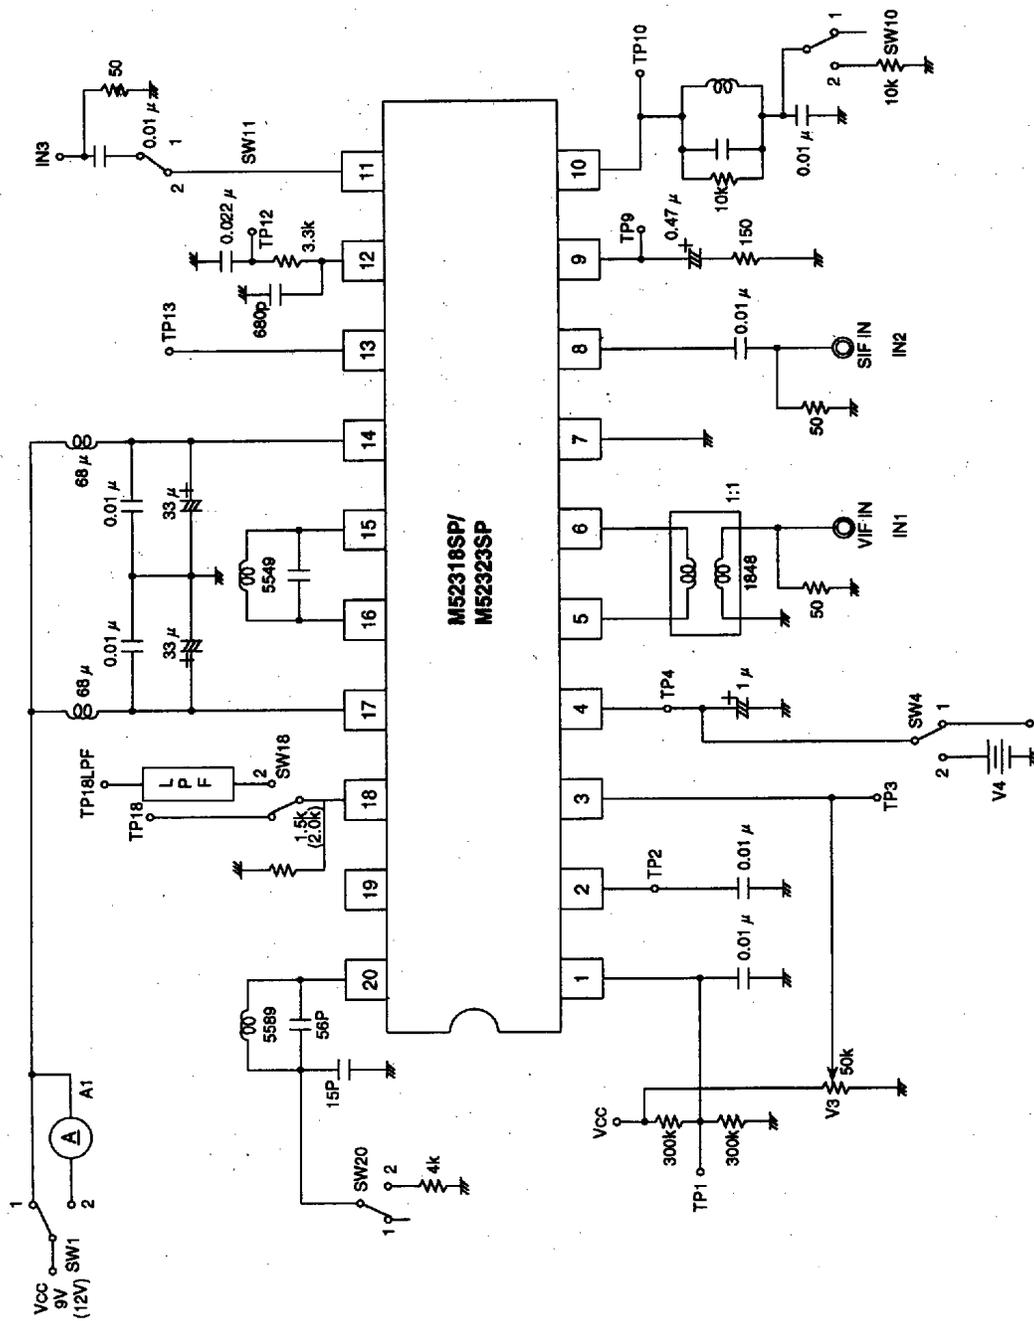 Vcc
9V
(12V)
SW1
1
2
A
A1
68 μ
68 μ
0.01 μ
0.01 μ
33 μ
+
33 μ
+
TP18LPF
TP18
LPF
2
SW18
1.5k
(2.0k)
5589
56P
15P
SW20
1
2
4k
5549
TP13
680p
0.022 μ
TP12
3.3k
IN3
50
0.01 μ
1
2
SW11
20
19
18
17
16
15
14
13
12
11
M52318SP/
M52323SP
1
2
3
4
5
6
7
8
9
10
Vcc
300k
300k
TP1
V3
50k
0.01 μ
TP2
0.01 μ
TP3
TP4
+
1 μ
SW4
1
2
V4
1:1
1848
50
VIF IN
IN1
0.01 μ
50
SIF IN
IN2
TP9
+
0.47 μ
150
TP10
10k
0.01 μ
1
2
SW10
10k